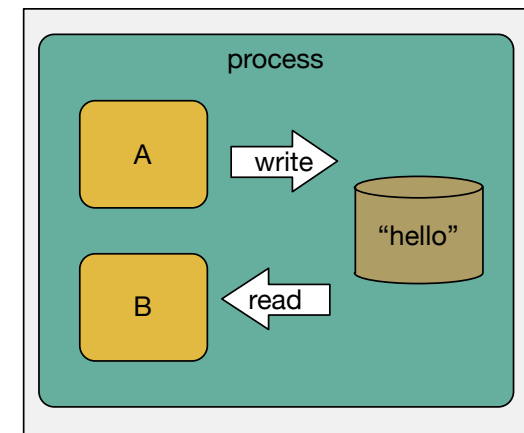 process
A
write
“hello”
B
read